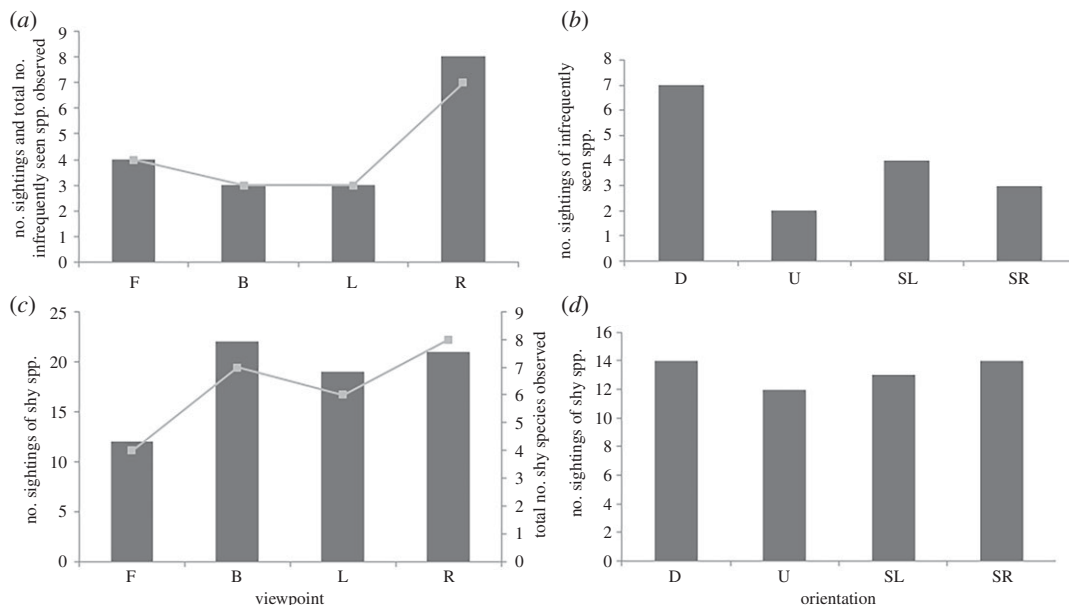 (a)
no. sightings and total no.
infrequently seen spp. observed
9
8
7
6
5
4
3
2
1
0
F B L R
(b)
no. sightings of infrequently
seen spp.
8
7
6
5
4
3
2
1
0
D U SL SR
(c)
no. sightings of shy spp.
25
20
15
10
5
0
F B L R
viewpoint
9
8
7
6
5
4
3
2
1
0
total no. shy species observed
(d)
no. sightings of shy spp.
16
14
12
10
8
6
4
2
0
D U SL SR
orientation